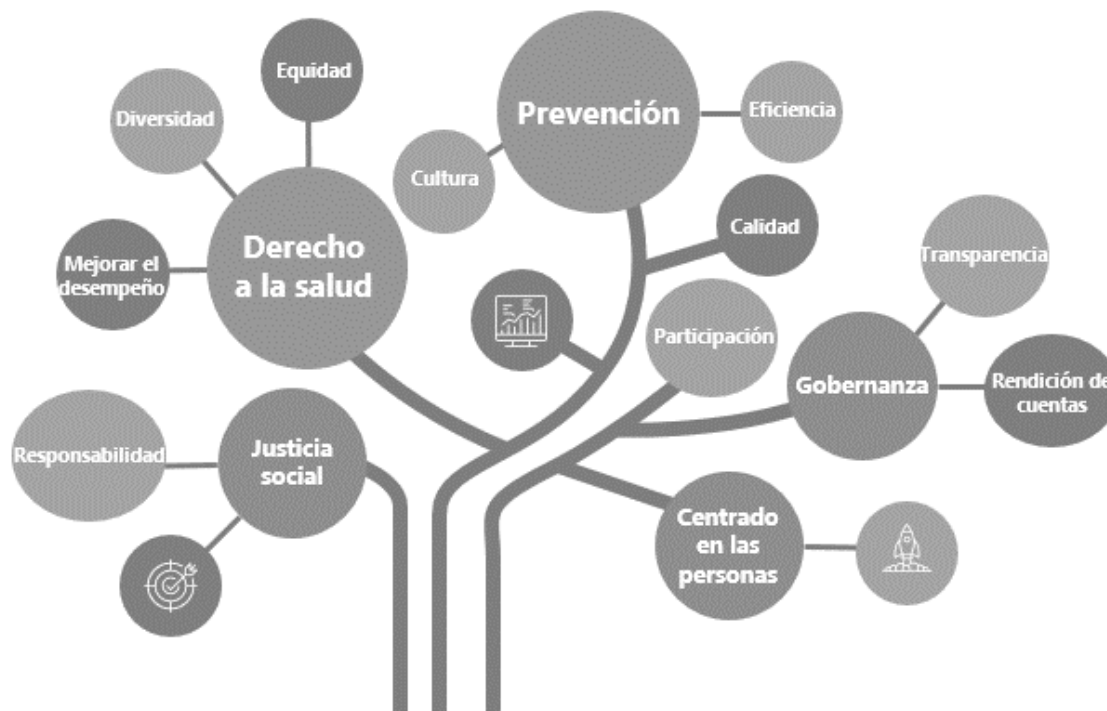 Equidad
Diversidad
Prevención
Eficiencia
Cultura
Derecho
a la salud
Calidad
Mejorar el
desempeño
Transparencia
Participación
Gobernanza
Rendición de
cuentas
Responsabilidad
Justicia
social
Centrado
en las
personas